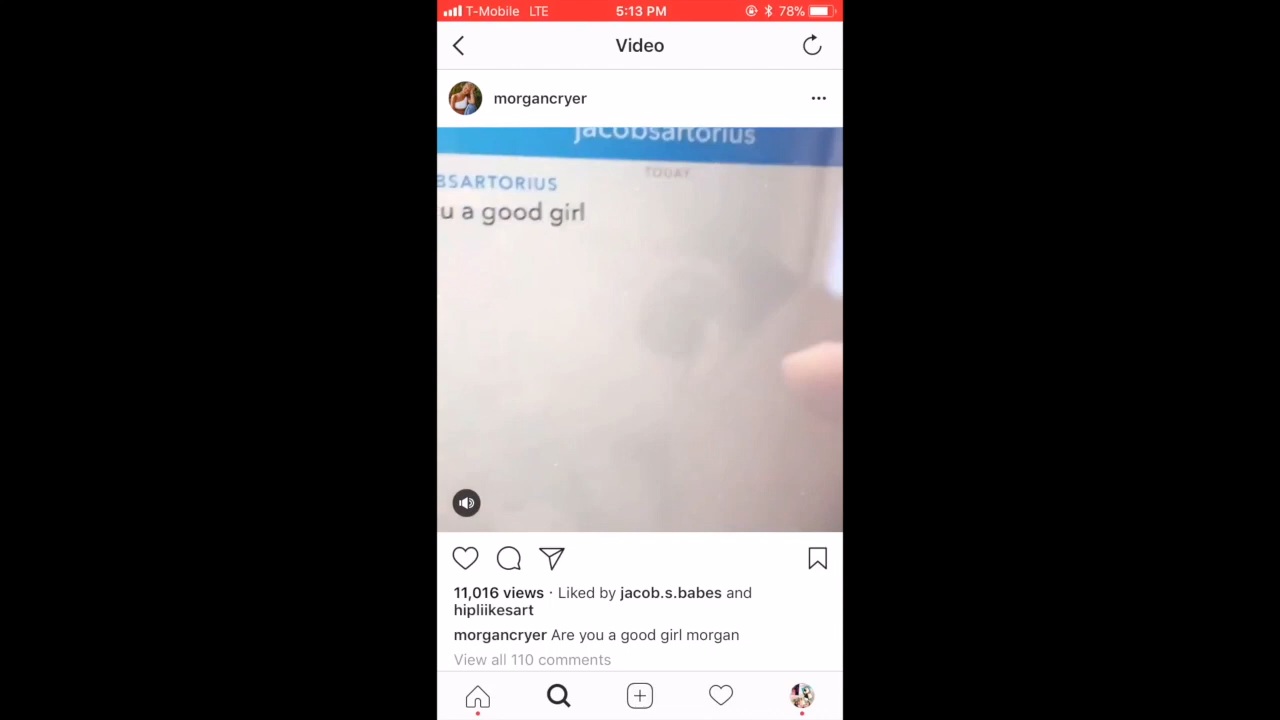 T-Mobile LTE 5:13 PM 78%
Video
morgancryer
jacobsartorius
TODAY
BSARTORIUS
u a good girl
11,016 views · Liked by jacob.s.babes and
hipliikesart
morgancryer Are you a good girl morgan
View all 110 comments